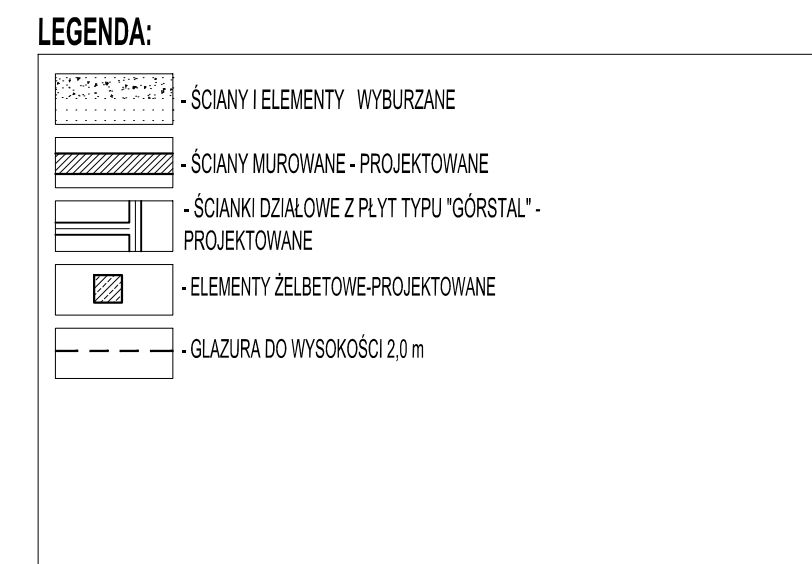 LEGENDA:
- ŚCIANY I ELEMENTY WYBURZANE
- ŚCIANY MUROWANE - PROJEKTOWANE
- ŚCIANKI DZIAŁOWE Z PŁYT TYPU "GÓRSTAL" -
PROJEKTOWANE
- ELEMENTY ŻELBETOWE-PROJEKTOWANE
- GLAZURA DO WYSOKOŚCI 2,0 m